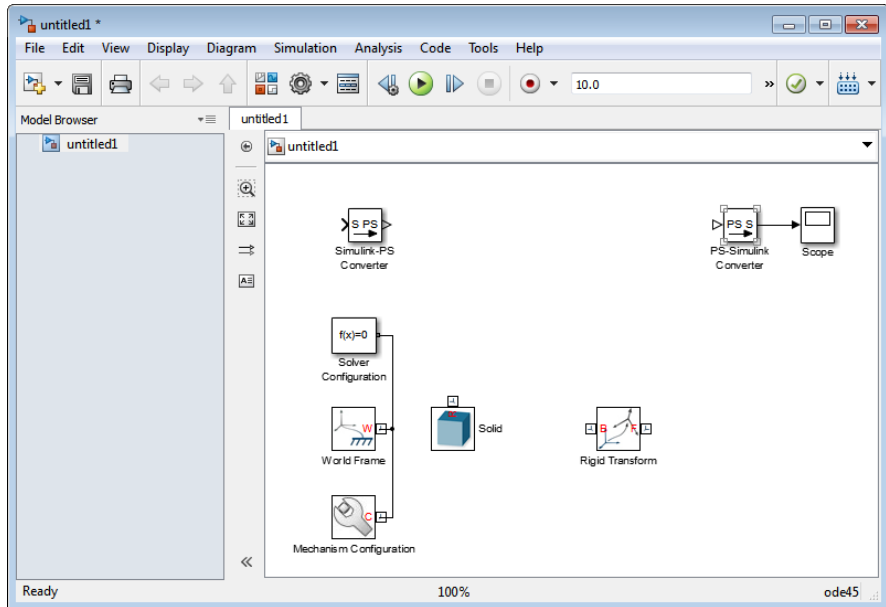 untitled1 *
File Edit View Display Diagram Simulation Analysis Code Tools Help
10.0 »
Model Browser untitled1
untitled1 untitled1
S PS PS S
Simulink-PS PS-Simulink Scope
Converter Converter
f(x)=0
Solver
Configuration
W Solid B F
World Frame Rigid Transform
C
Mechanism Configuration
Ready 100% ode45